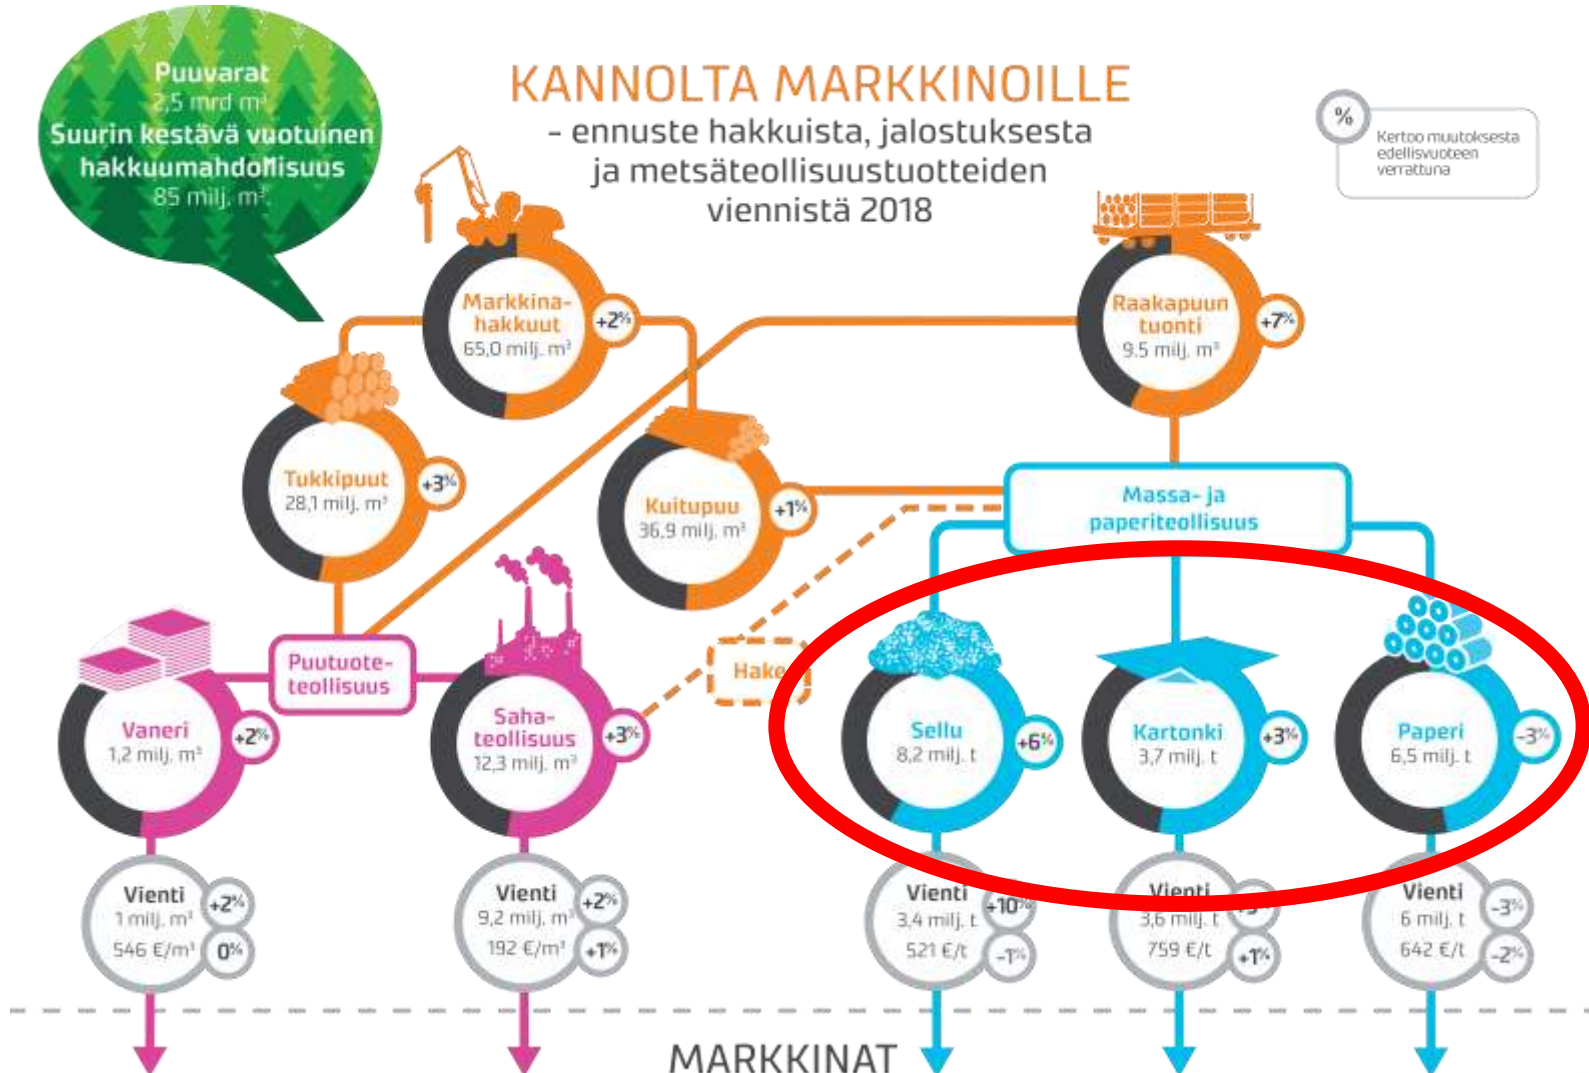 Puuvarat
2,5 mrd m³
Suurin kestävä vuotuinen
hakkuumahdollisuus
85 milj. m³.
KANNOLTA MARKKINOILLE
- ennuste hakkuista, jalostuksesta
ja metsäteollisuustuotteiden
viennistä 2018
%
Kertoo muutoksesta
edellisvuoteen
verrattuna
Markkina-
hakkuut
65,0 milj. m³
+2%
Raakapuun
tuonti
9.5 milj. m³
+7%
Tukkipuut
28,1 milj. m³
+3%
Kuitupuu
36,9 milj. m³
+1%
Massa- ja
paperiteollisuus
Puutuote-
teollisuus
Hake
Vaneri
1,2 milj. m³
+2%
Saha-
teollisuus
12,3 milj. m³
+3%
Sellu
8,2 milj. t
+6%
Kartonki
3,7 milj. t
+3%
Paperi
6,5 milj. t
-3%
Vienti
1 milj. m³
546 €/m³
+2%
0%
Vienti
9,2 milj. m³
192 €/m³
+2%
+1%
Vienti
3,4 milj. t
521 €/t
+10%
-1%
Vienti
3,6 milj. t
759 €/t
+1%
Vienti
6 milj. t
642 €/t
-3%
-2%
MARKKINAT